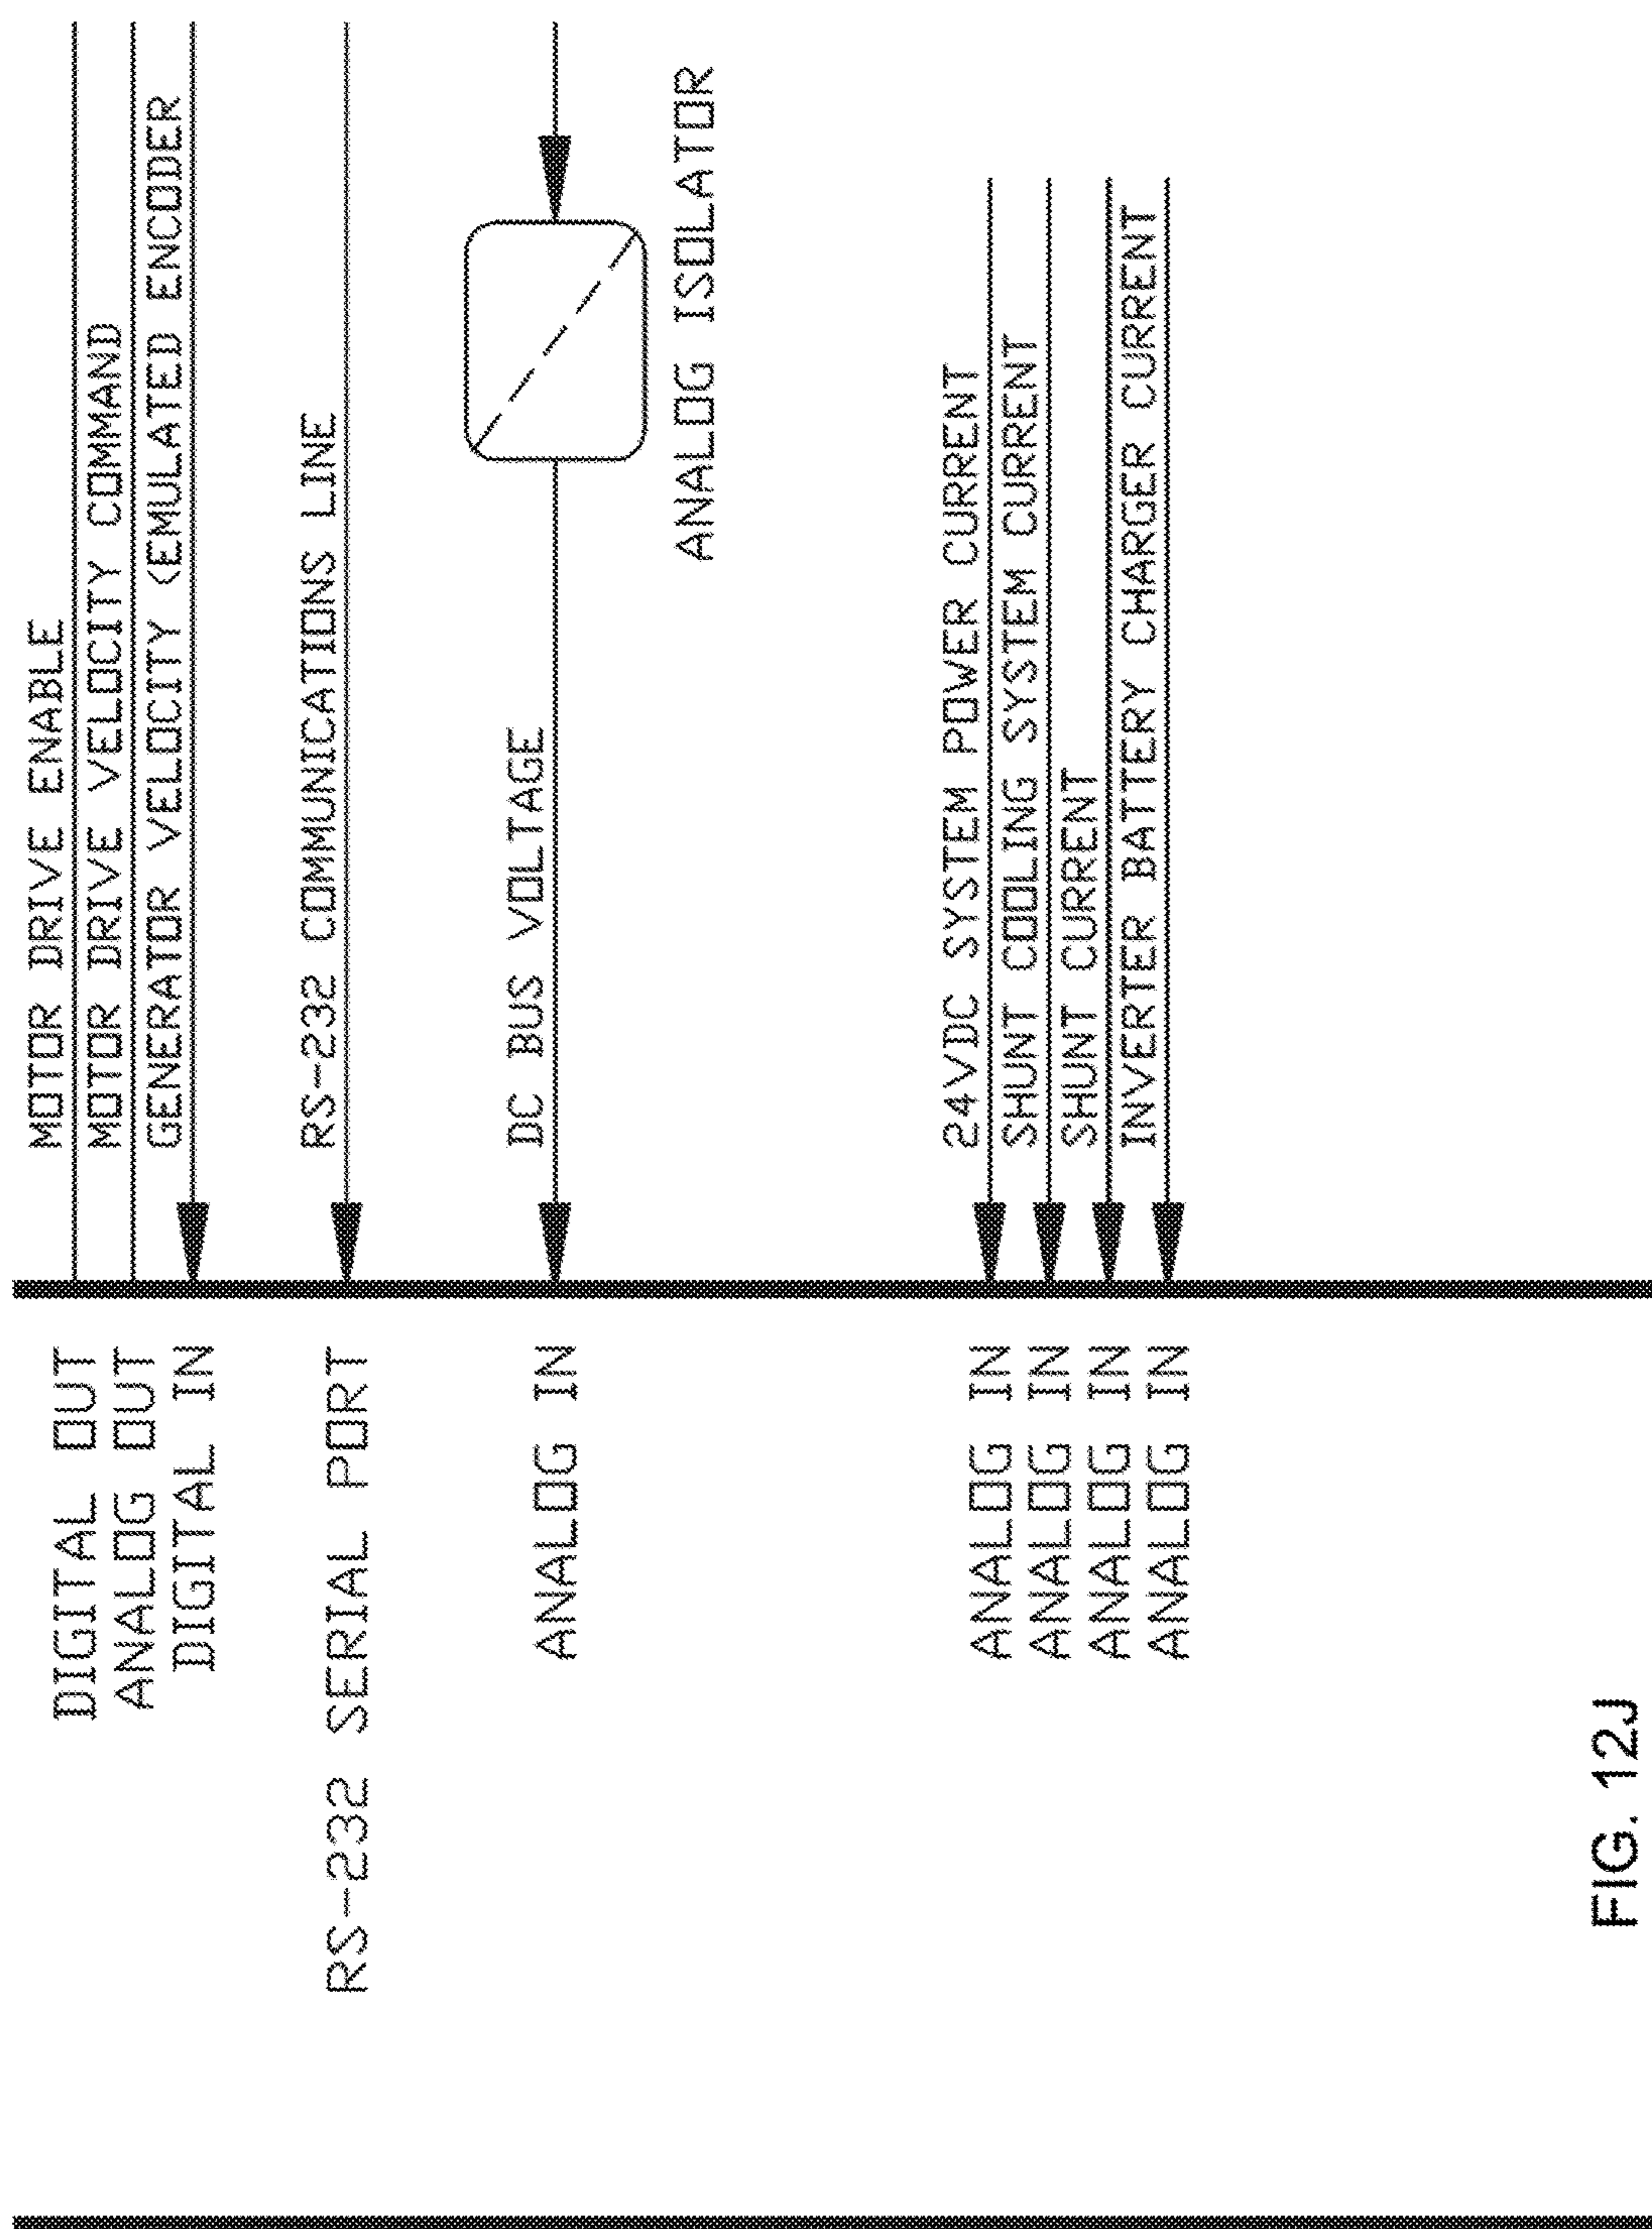 DIGITAL OUT
MOTOR DRIVE ENABLE
ANALOG OUT
MOTOR DRIVE VELOCITY COMMAND
DIGITAL IN
GENERATOR VELOCITY (EMULATED ENCODER
RS-232 SERIAL PORT
RS-232 COMMUNICATIONS LINE
ANALOG IN
DC BUS VOLTAGE
ANALOG ISOLATOR
ANALOG IN
24VDC SYSTEM POWER CURRENT
ANALOG IN
SHUNT COOLING SYSTEM CURRENT
ANALOG IN
SHUNT CURRENT
ANALOG IN
INVERTER BATTERY CHARGER CURRENT
FIG. 12J